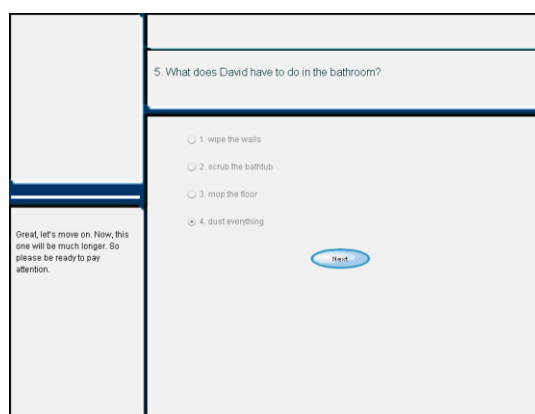 5. What does David have to do in the bathroom?
1. wipe the walls
2. scrub the bathtub
3. mop the floor
4. dust everything
Next
Great, let's move on. Now, this
one will be much longer. So
please be ready to pay
attention.